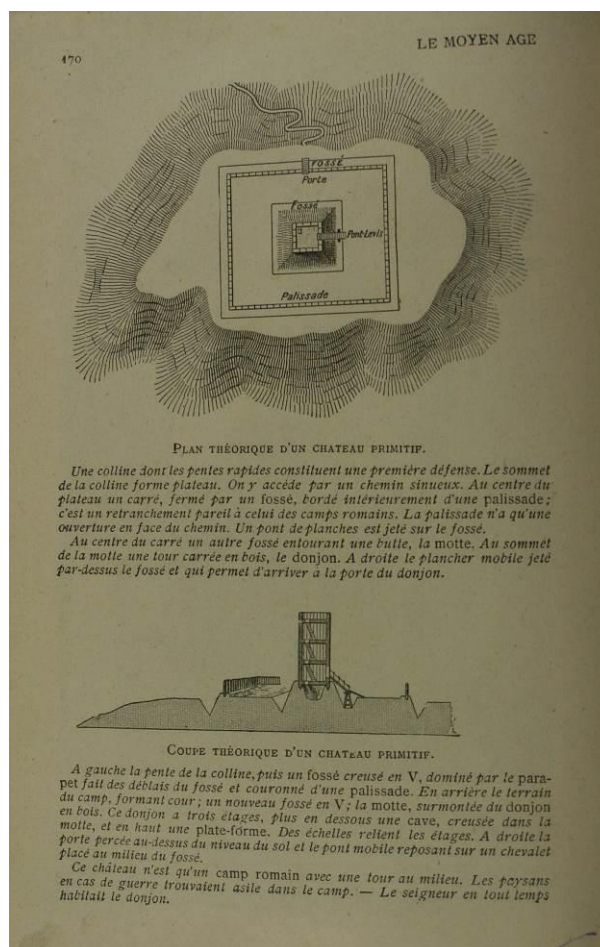 170
LE MOYEN AGE
FOSSÉ
Porte
Fossé
Pont-Levis
Palissade
PLAN THÉORIQUE D'UN CHATEAU PRIMITIF.
Une colline dont les pentes rapides constituent une première défense. Le sommet
de la colline forme plateau. On y accède par un chemin sinueux. Au centre du
plateau un carré, fermé par un fossé, bordé intérieurement d'une palissade;
c'est un retranchement pareil à celui des camps romains. La palissade n'a qu'une
ouverture en face du chemin. Un pont de planches est jeté sur le fossé.
Au centre du carré un autre fossé entourant une butte, la motte. Au sommet
de la motte une tour carrée en bois, le donjon. A droite le plancher mobile jeté
par-dessus le fossé et qui permet d'arriver à la porte du donjon.
COUPE THÉORIQUE D'UN CHATEAU PRIMITIF.
A gauche la pente de la colline, puis un fossé creusé en V, dominé par le para-
pet fait des déblais du fossé et couronné d'une palissade. En arrière le terrain
du camp, formant cour; un nouveau fossé en V; la motte, surmontée du donjon
en bois. Ce donjon a trois étages, plus en dessous une cave, creusée dans la
motte, et en haut une plate-forme. Des échelles relient les étages. A droite la
porte percée au-dessus du niveau du sol et le pont mobile reposant sur un chevalet
placé au milieu du fossé.
Ce château n'est qu'un camp romain avec une tour au milieu. Les paysans
en cas de guerre trouvaient asile dans le camp. — Le seigneur en tout temps
habitait le donjon.